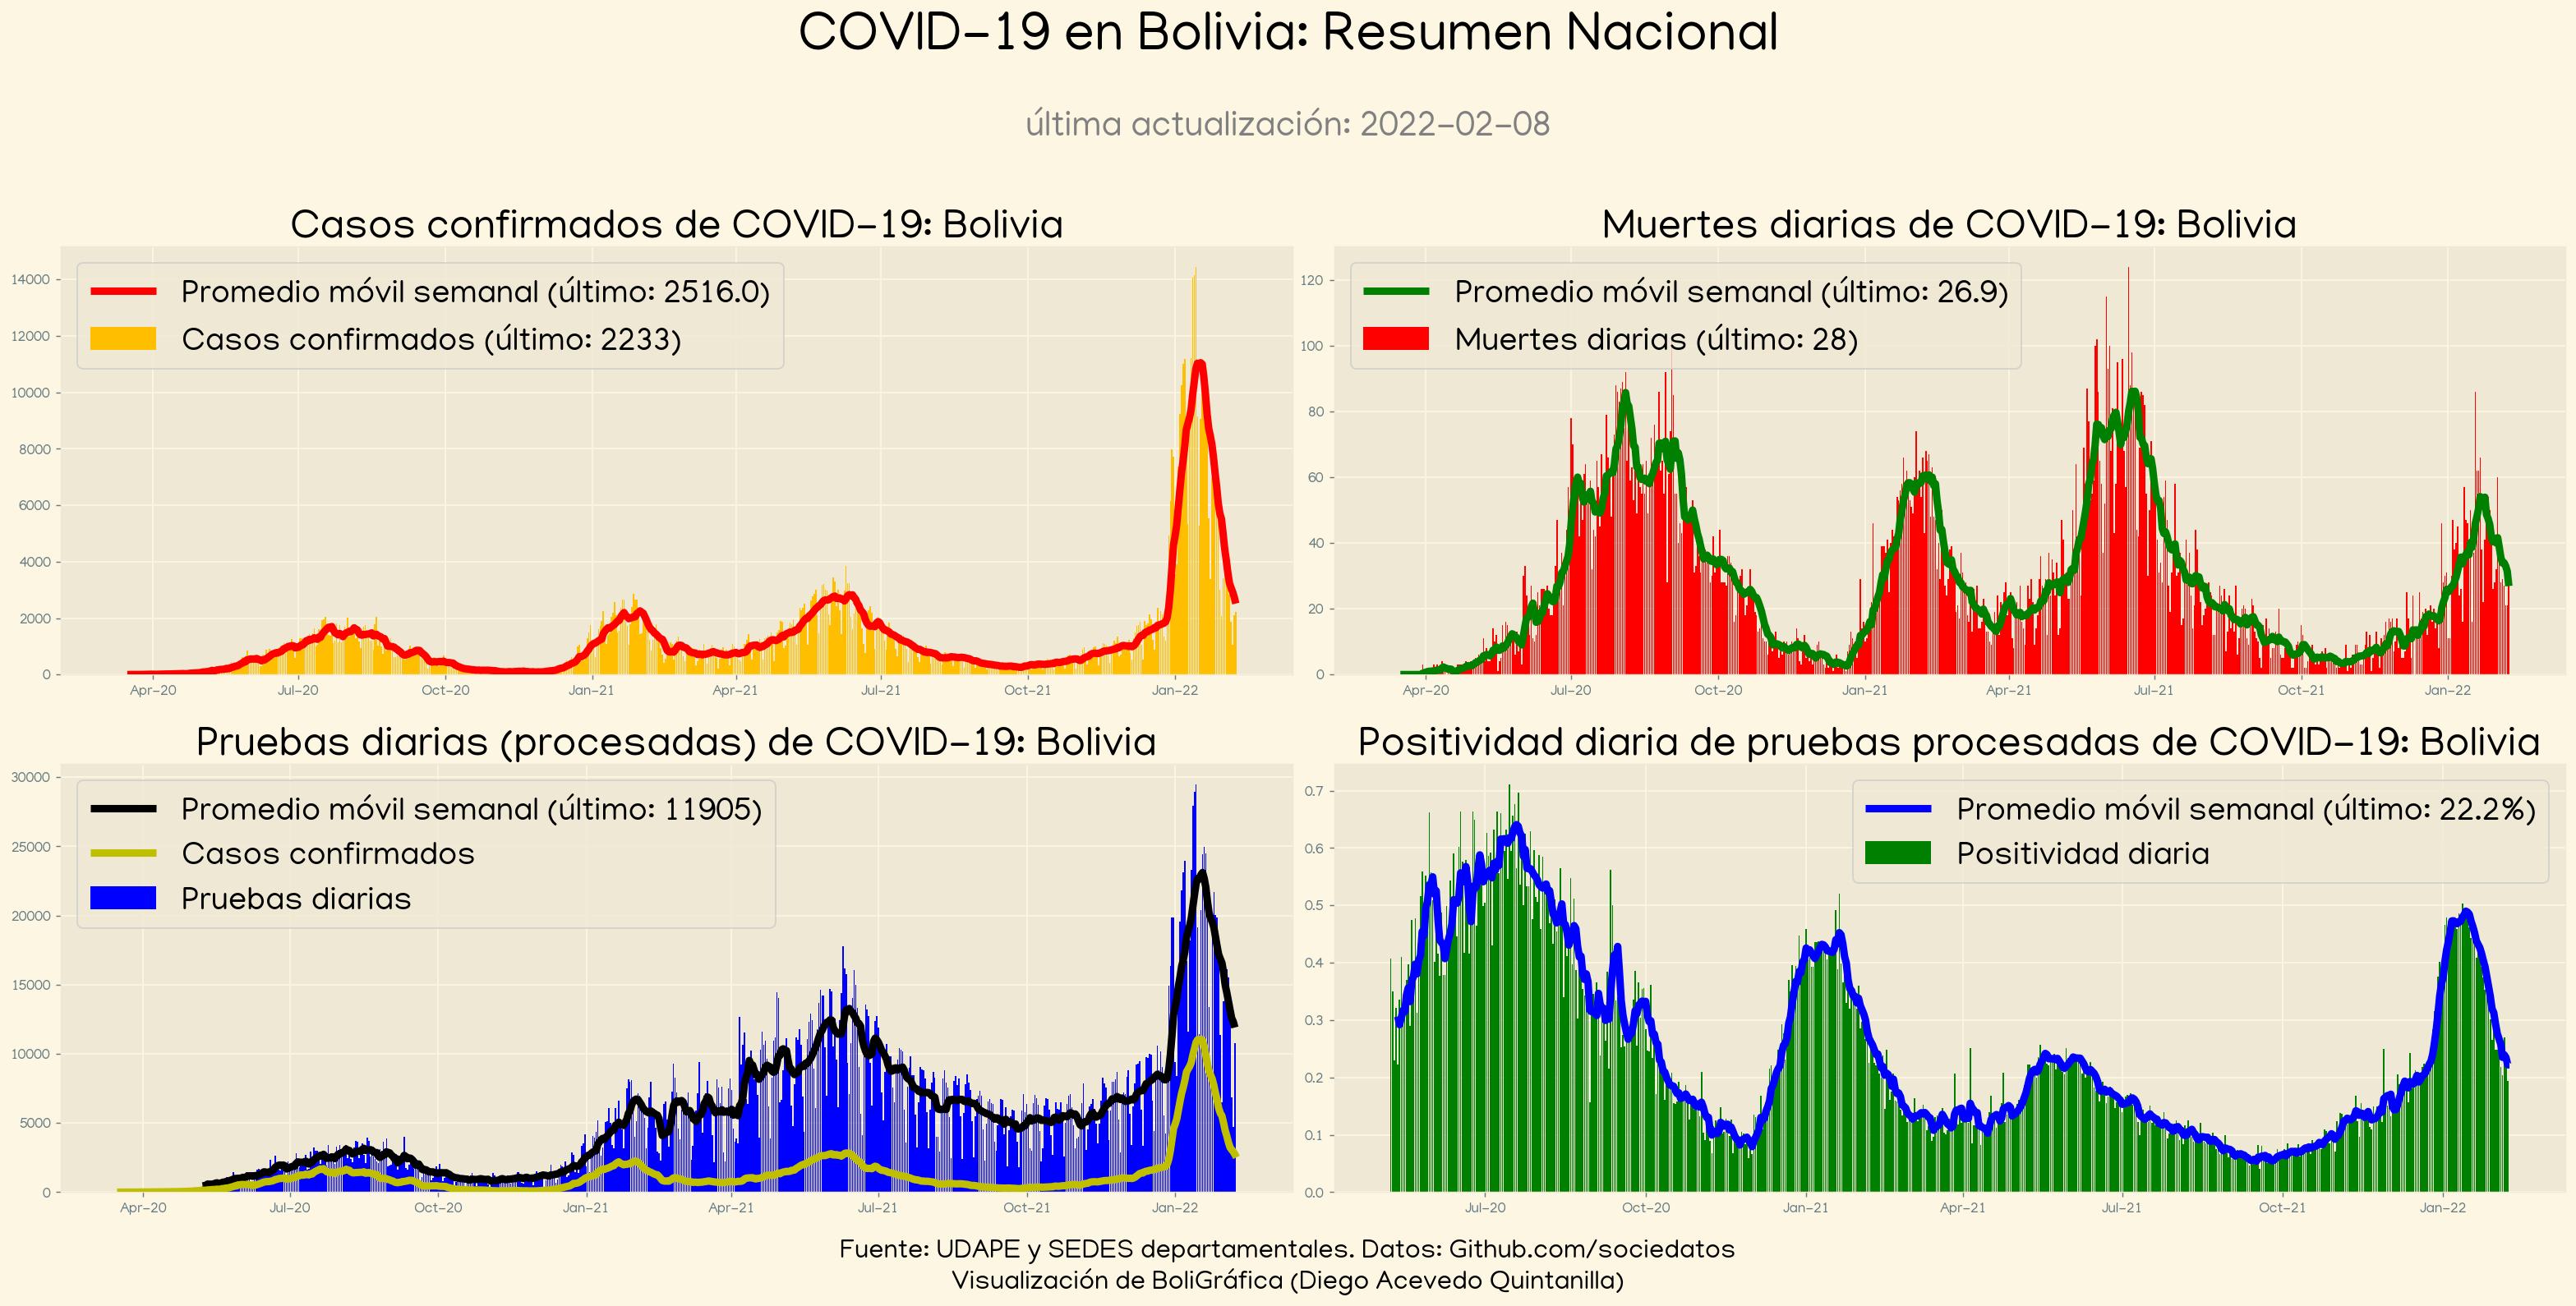 COVID-19 en Bolivia: Resumen Nacional
última actualización: 2022-02-08
Casos confirmados de COVID-19: Bolivia
Promedio móvil semanal (último: 2516.0)
Casos confirmados (último: 2233)
14000
12000
10000
8000
6000
4000
2000
0
Apr-20 Jul-20 Oct-20 Jan-21 Apr-21 Jul-21 Oct-21 Jan-22
Muertes diarias de COVID-19: Bolivia
Promedio móvil semanal (último: 26.9)
Muertes diarias (último: 28)
120
100
80
60
40
20
0
Apr-20 Jul-20 Oct-20 Jan-21 Apr-21 Jul-21 Oct-21 Jan-22
Pruebas diarias (procesadas) de COVID-19: Bolivia
Promedio móvil semanal (último: 11905)
Casos confirmados
Pruebas diarias
30000
25000
20000
15000
10000
5000
0
Apr-20 Jul-20 Oct-20 Jan-21 Apr-21 Jul-21 Oct-21 Jan-22
Positividad diaria de pruebas procesadas de COVID-19: Bolivia
Promedio móvil semanal (último: 22.2%)
Positividad diaria
0.7
0.6
0.5
0.4
0.3
0.2
0.1
0.0
Jul-20 Oct-20 Jan-21 Apr-21 Jul-21 Oct-21 Jan-22
Fuente: UDAPE y SEDES departamentales. Datos: Github.com/sociedatos
Visualización de BoliGráfica (Diego Acevedo Quintanilla)